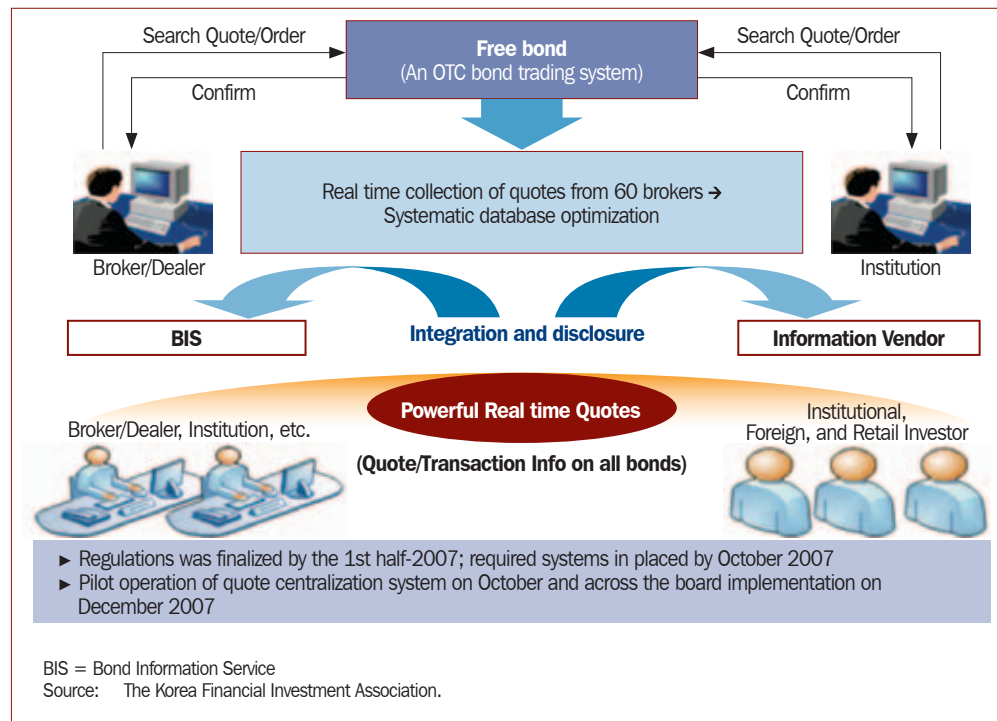 Search Quote/Order
Free bond
(An OTC bond trading system)
Search Quote/Order
Confirm
Confirm
Real time collection of quotes from 60 brokers →
Systematic database optimization
Broker/Dealer
Institution
BIS
Integration and disclosure
Information Vendor
Powerful Real time Quotes
Broker/Dealer, Institution, etc.
Institutional,
Foreign, and Retail Investor
(Quote/Transaction Info on all bonds)
► Regulations was finalized by the 1st half-2007; required systems in placed by October 2007
► Pilot operation of quote centralization system on October and across the board implementation on
December 2007
BIS = Bond Information Service
Source: The Korea Financial Investment Association.